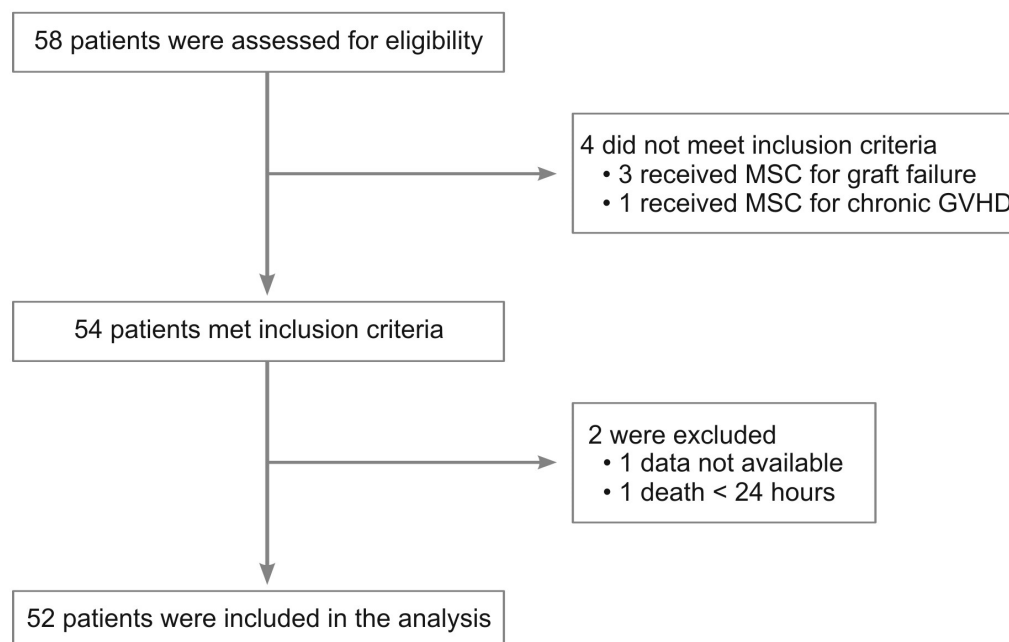 58 patients were assessed for eligibility
4 did not meet inclusion criteria
• 3 received MSC for graft failure
• 1 received MSC for chronic GVHD
54 patients met inclusion criteria
2 were excluded
• 1 data not available
• 1 death < 24 hours
52 patients were included in the analysis